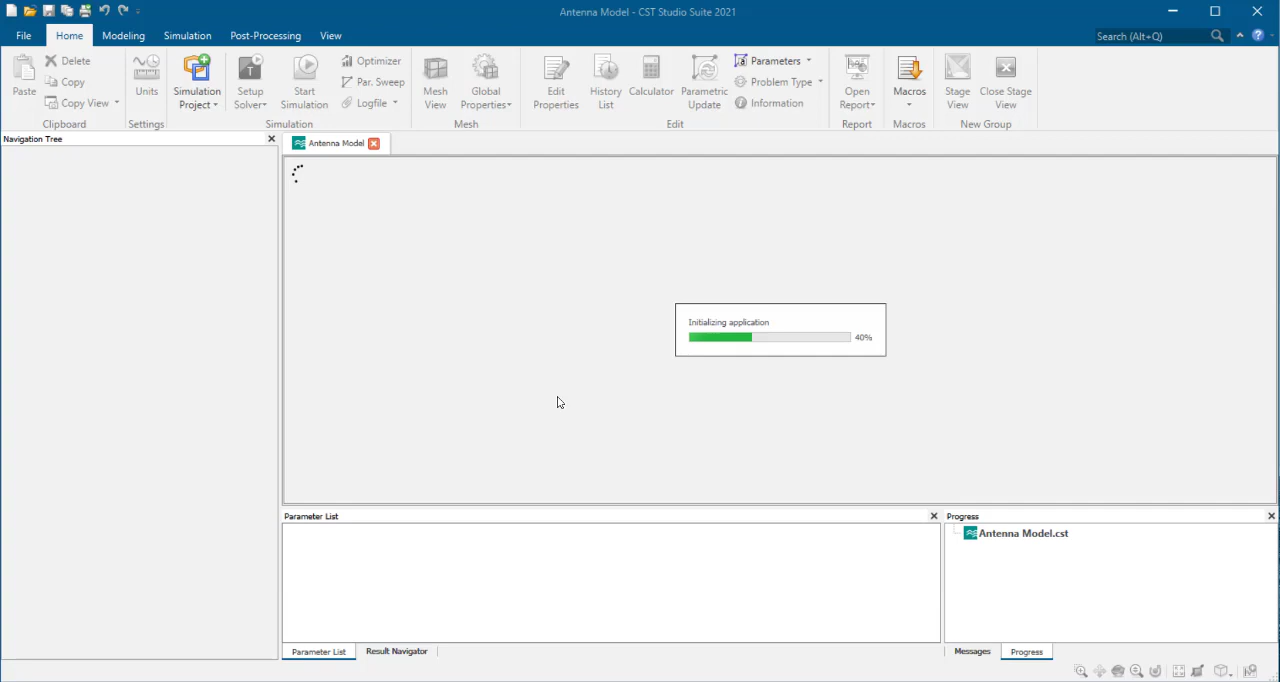 Antenna Model - CST Studio Suite 2021
File Home Modeling Simulation Post-Processing View Search (Alt+Q)
Paste Delete Copy Copy View Clipboard
Units Settings
Simulation Project Setup Solver Start Simulation Optimizer Par. Sweep Logfile Simulation
Mesh View Global Properties Mesh
Edit Properties History List Calculator Parametric Update Parameters Problem Type Information Edit
Open Report Report
Macros Macros
Stage View Close Stage View New Group
Navigation Tree
Antenna Model
Initializing application
40%
Parameter List
Progress
Antenna Model.cst
Parameter List Result Navigator
Messages Progress